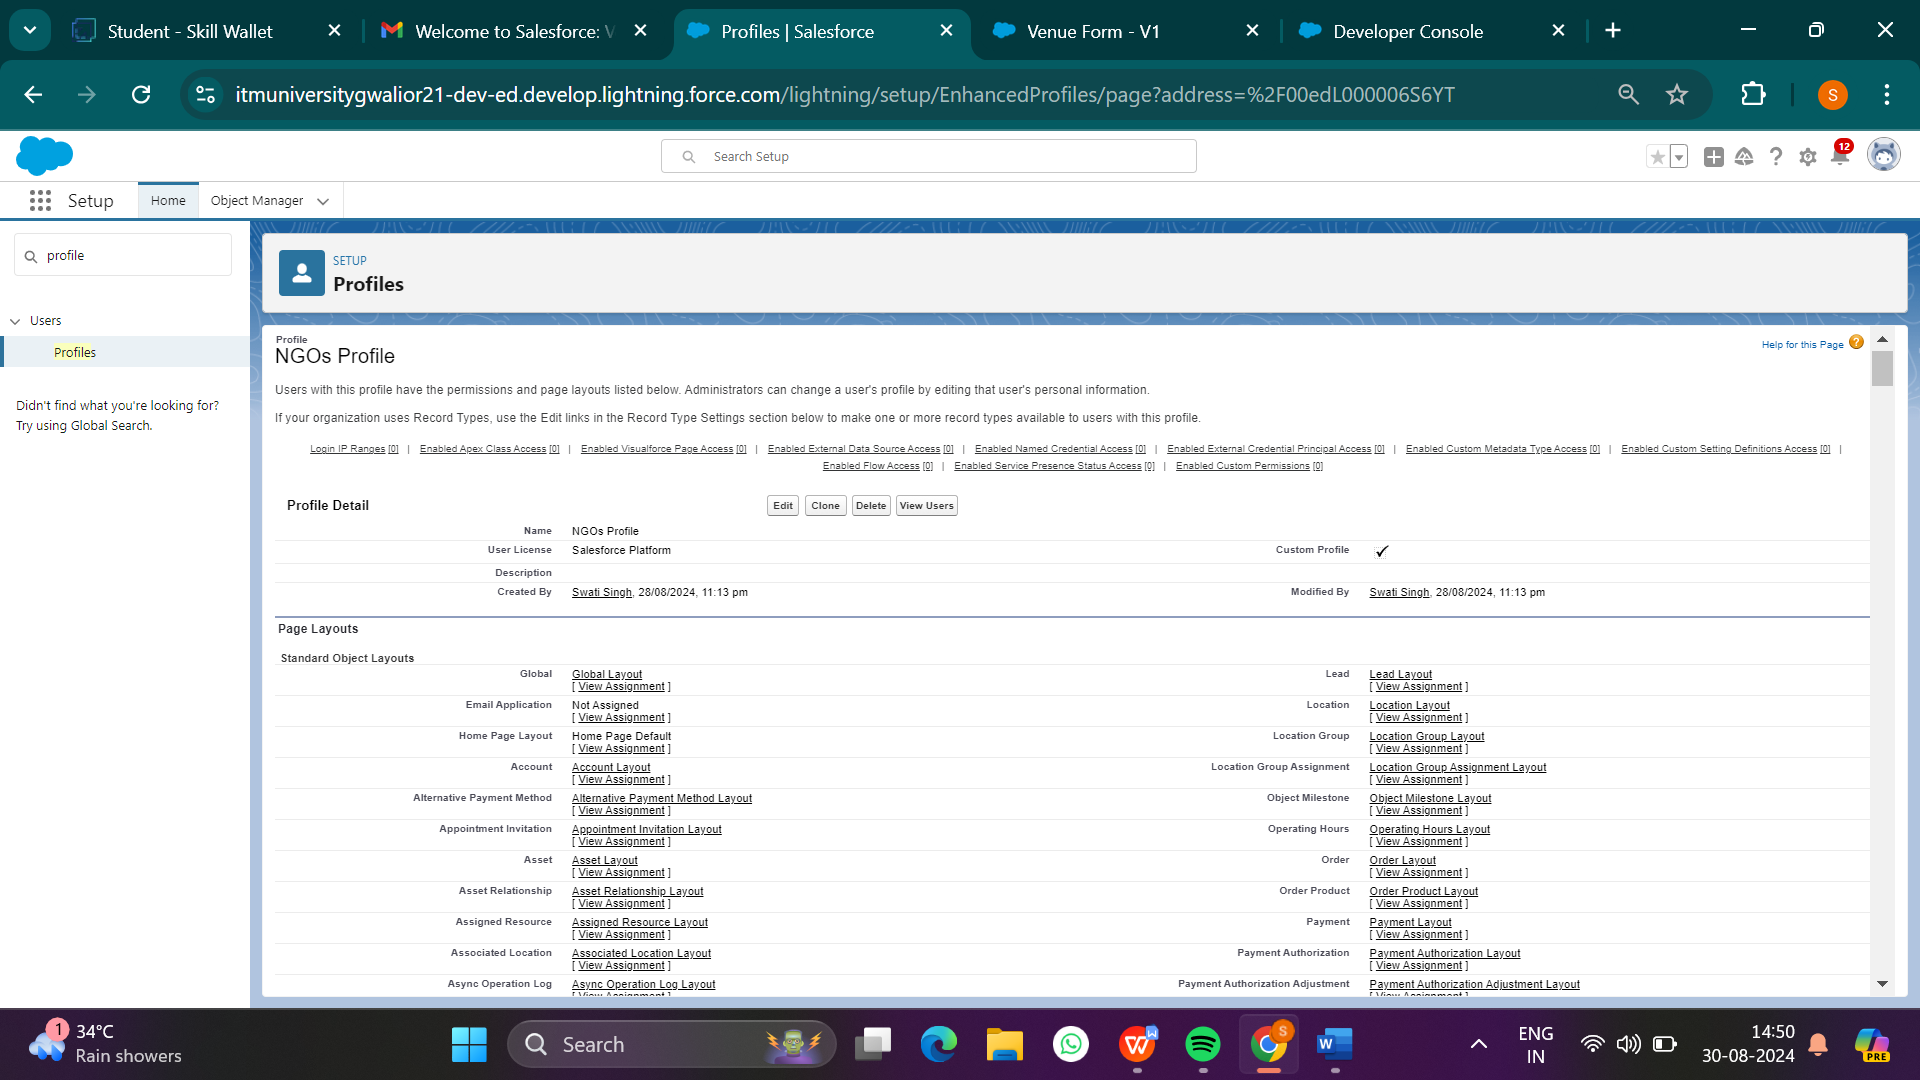 Student - Skill Wallet
Welcome to Salesforce: V
Profiles | Salesforce
Venue Form - V1
Developer Console
itmuniversitygwalior21-dev-ed.develop.lightning.force.com/lightning/setup/EnhancedProfiles/page?address=%2F00edL000006S6YT
S
Search Setup
12
Setup
Home
Object Manager
profile
Users
Profiles
Didn't find what you're looking for?
Try using Global Search.
SETUP
Profiles
Profile
NGOs Profile
Help for this Page
Users with this profile have the permissions and page layouts listed below. Administrators can change a user's profile by editing that user's personal information.
If your organization uses Record Types, use the Edit links in the Record Type Settings section below to make one or more record types available to users with this profile.
Login IP Ranges [0] | Enabled Apex Class Access [0] | Enabled Visualforce Page Access [0] | Enabled External Data Source Access [0] | Enabled Named Credential Access [0] | Enabled External Credential Principal Access [0] | Enabled Custom Metadata Type Access [0] | Enabled Custom Setting Definitions Access [0] |
Enabled Flow Access [0] | Enabled Service Presence Status Access [0] | Enabled Custom Permissions [0]
Profile Detail
Edit Clone Delete View Users
Name NGOs Profile
User License Salesforce Platform Custom Profile ✓
Description
Created By Swati Singh, 28/08/2024, 11:13 pm Modified By Swati Singh, 28/08/2024, 11:13 pm
Page Layouts
Standard Object Layouts
Global Global Layout Lead Lead Layout
[ View Assignment ] [ View Assignment ]
Email Application Not Assigned Location Location Layout
[ View Assignment ] [ View Assignment ]
Home Page Layout Home Page Default Location Group Location Group Layout
[ View Assignment ] [ View Assignment ]
Account Account Layout Location Group Assignment Location Group Assignment Layout
[ View Assignment ] [ View Assignment ]
Alternative Payment Method Alternative Payment Method Layout Object Milestone Object Milestone Layout
[ View Assignment ] [ View Assignment ]
Appointment Invitation Appointment Invitation Layout Operating Hours Operating Hours Layout
[ View Assignment ] [ View Assignment ]
Asset Asset Layout Order Order Layout
[ View Assignment ] [ View Assignment ]
Asset Relationship Asset Relationship Layout Order Product Order Product Layout
[ View Assignment ] [ View Assignment ]
Assigned Resource Assigned Resource Layout Payment Payment Layout
[ View Assignment ] [ View Assignment ]
Associated Location Associated Location Layout Payment Authorization Payment Authorization Layout
[ View Assignment ] [ View Assignment ]
Async Operation Log Async Operation Log Layout Payment Authorization Adjustment Payment Authorization Adjustment Layout
1
34°C
Rain showers
Search
S
ENG
IN
14:50
30-08-2024
PRE